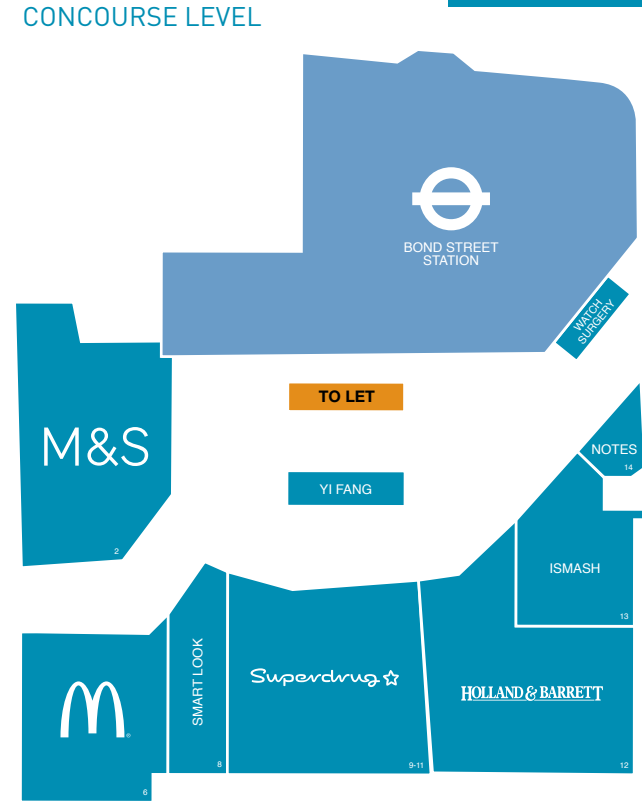 CONCOURSE LEVEL
BOND STREET
STATION
WATCH
SURGERY
TO LET
M&S
2
YI FANG
NOTES
14
ISMASH
13
SMART LOOK
8
Superdrug
9-11
HOLLAND & BARRETT
12
M
®
6